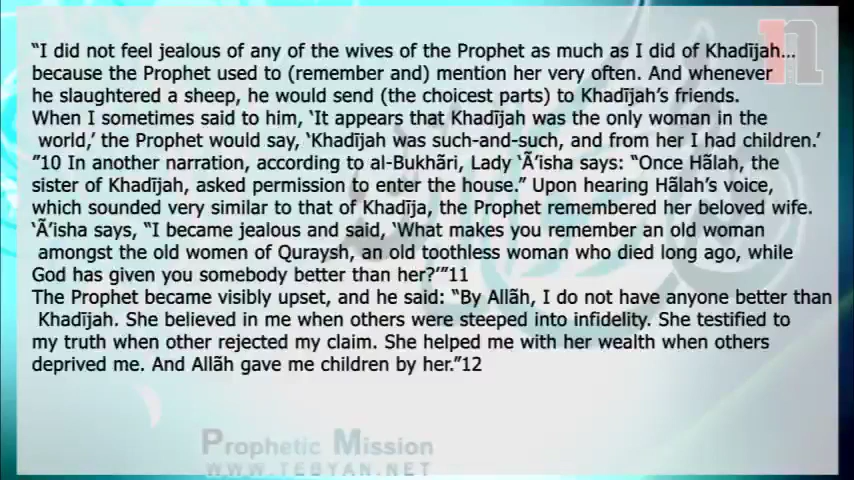 “I did not feel jealous of any of the wives of the Prophet as much as I did of Khadījah...
because the Prophet used to (remember and) mention her very often. And whenever
he slaughtered a sheep, he would send (the choicest parts) to Khadījah’s friends.
When I sometimes said to him, ‘It appears that Khadījah was the only woman in the
world,’ the Prophet would say, ‘Khadījah was such-and-such, and from her I had children.’
”10 In another narration, according to al-Bukhãri, Lady ‘Ã’isha says: “Once Hãlah, the
sister of Khadījah, asked permission to enter the house.” Upon hearing Hãlah’s voice,
which sounded very similar to that of Khadīja, the Prophet remembered her beloved wife.
‘Ã’isha says, “I became jealous and said, ‘What makes you remember an old woman
amongst the old women of Quraysh, an old toothless woman who died long ago, while
God has given you somebody better than her?’”11
The Prophet became visibly upset, and he said: “By Allãh, I do not have anyone better than
Khadījah. She believed in me when others were steeped into infidelity. She testified to
my truth when other rejected my claim. She helped me with her wealth when others
deprived me. And Allãh gave me children by her.”12
Prophetic Mission
WWW.TEBYAN.NET